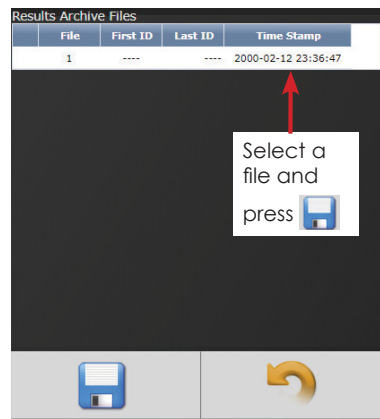 Results Archive Files
File First ID Last ID Time Stamp
1 ---- ---- 2000-02-12 23:36:47
Select a
file and
press